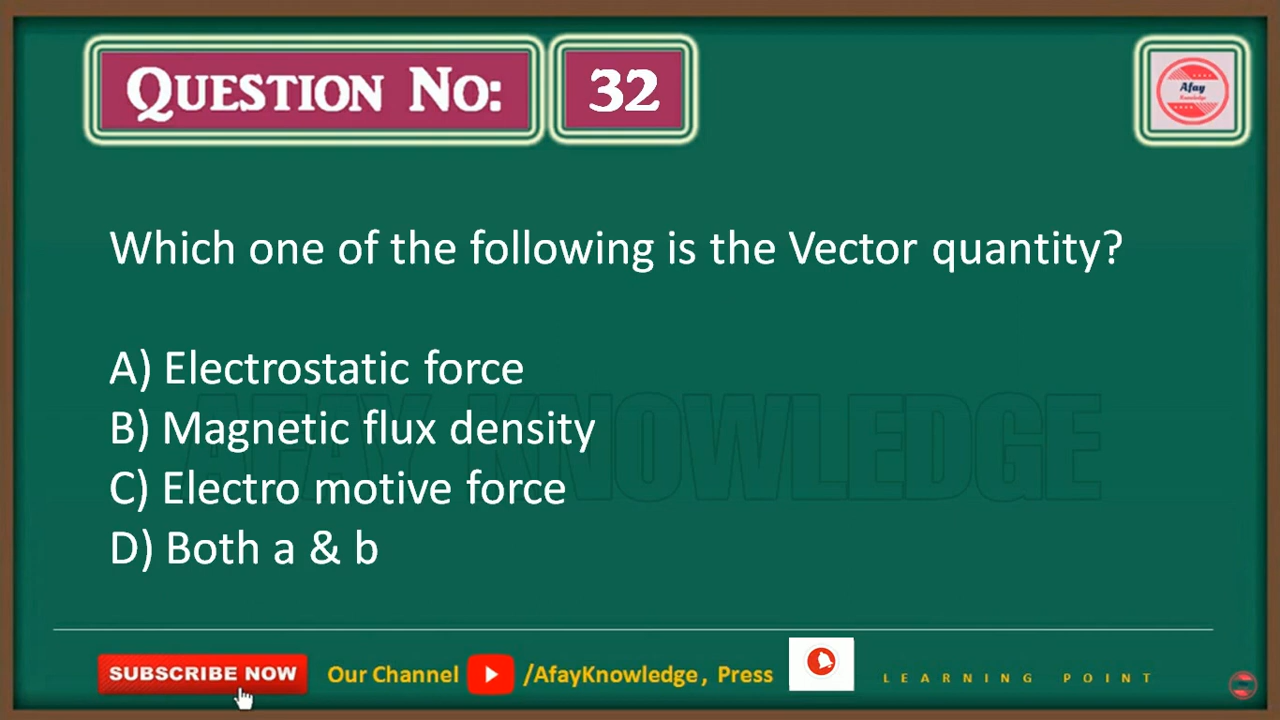 QUESTION NO: 32
Afay
Knowledge
Which one of the following is the Vector quantity?
A) Electrostatic force
B) Magnetic flux density
C) Electro motive force
D) Both a & b
AFAY KNOWLEDGE
SUBSCRIBE NOW Our Channel /AfayKnowledge, Press LEARNING POINT